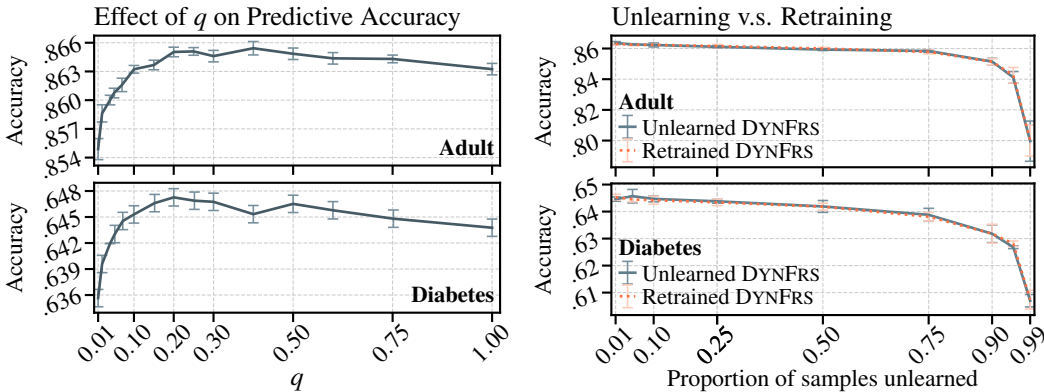 Effect of q on Predictive Accuracy
Accuracy
.866
.863
.860
.857
.854
Adult
Accuracy
.648
.645
.642
.639
.636
Diabetes
0.01
0.10
0.20
0.30
0.50
0.75
1.00
q
Unlearning v.s. Retraining
Accuracy
.86
.84
.82
.80
Adult
Unlearned DYNFRS
Retrained DYNFRS
Accuracy
.65
.64
.62
.61
Diabetes
Unlearned DYNFRS
Retrained DYNFRS
0.01
0.10
0.25
0.50
0.75
0.90
0.99
Proportion of samples unlearned